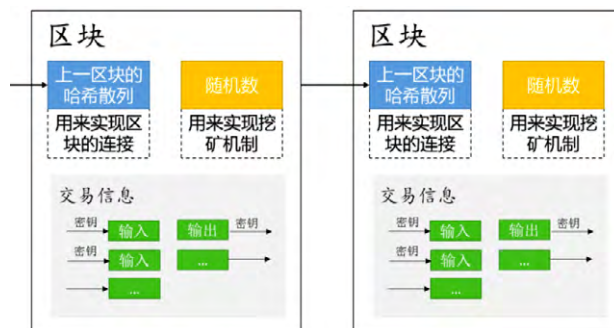 区块
上一区块的
哈希散列
随机数
用来实现区
块的连接
用来实现挖
矿机制
交易信息
密钥
输入
输出
密钥
密钥
输入
...
...
区块
上一区块的
哈希散列
随机数
用来实现区
块的连接
用来实现挖
矿机制
交易信息
密钥
输入
输出
密钥
密钥
输入
...
...